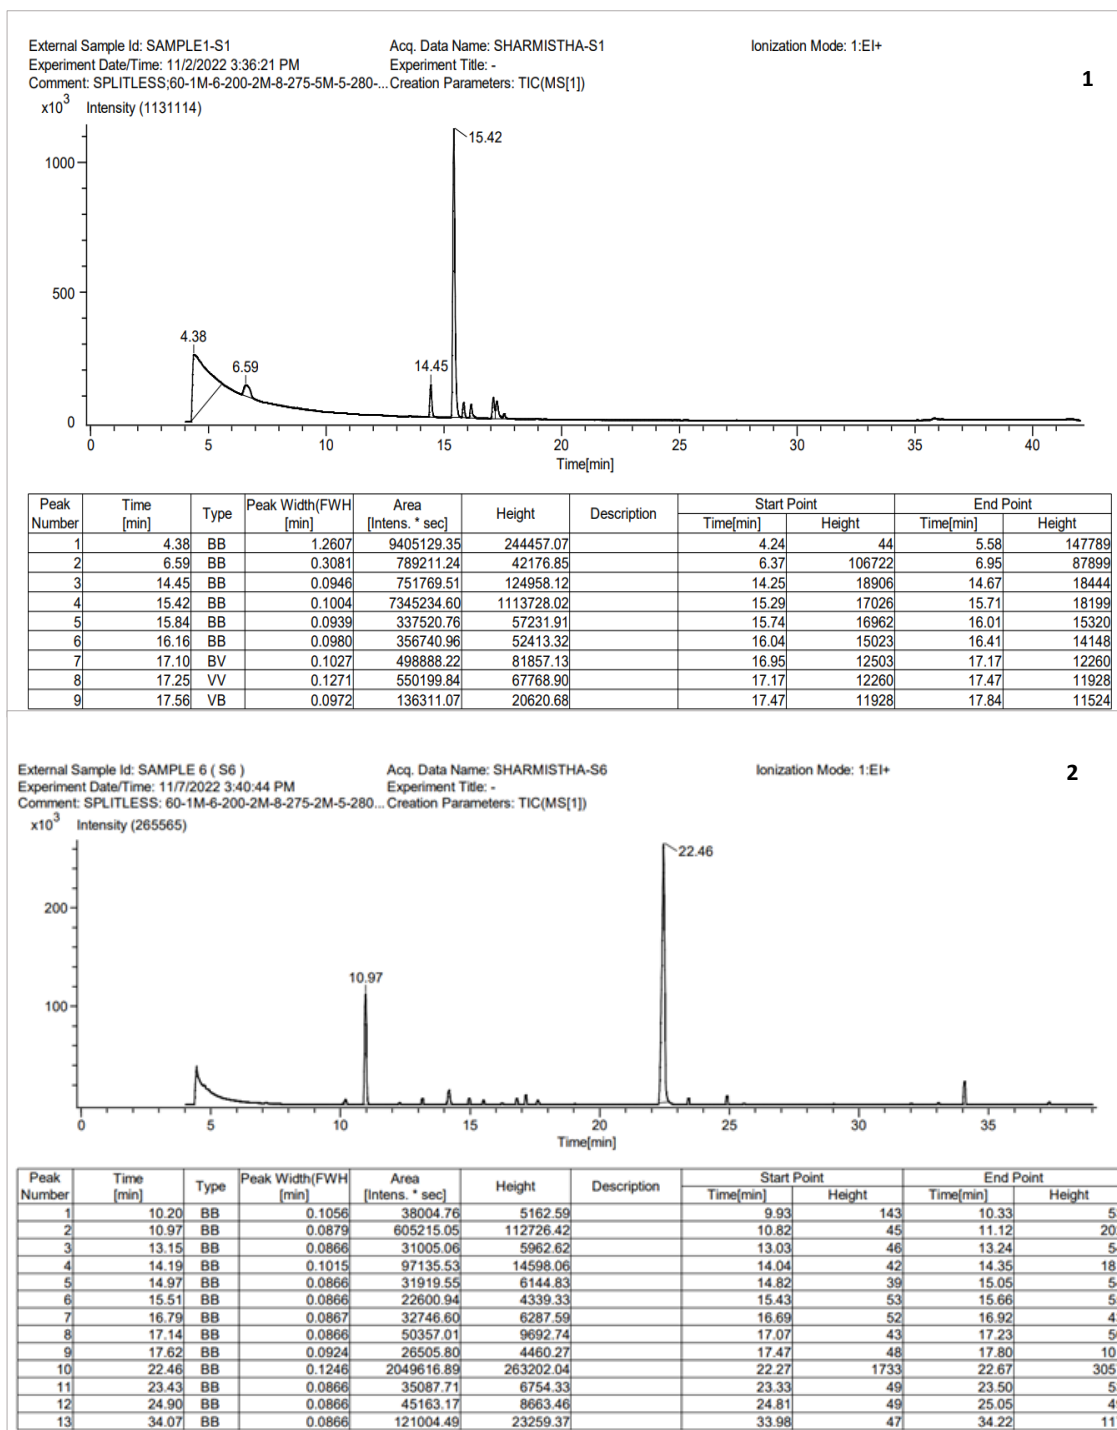 External Sample Id: SAMPLE1-S1 Acq. Data Name: SHARMISTHA-S1 Ionization Mode: 1:EI+
Experiment Date/Time: 11/2/2022 3:36:21 PM Experiment Title: -
Comment: SPLITLESS;60-1M-6-200-2M-8-275-5M-5-280-... Creation Parameters: TIC(MS[1])
1
x10³ Intensity (1131114)
15.42
1000
500
4.38
6.59
14.45
0
0 5 10 15 20 25 30 35 40
Time[min]
Peak Number Time [min] Type Peak Width(FWH [min] Area [Intens. * sec] Height Description Start Point End Point
Time[min] Height Time[min] Height
1 4.38 BB 1.2607 9405129.35 244457.07 4.24 44 5.58 147789
2 6.59 BB 0.3081 789211.24 42176.85 6.37 106722 6.95 87899
3 14.45 BB 0.0946 751769.51 124958.12 14.25 18906 14.67 18444
4 15.42 BB 0.1004 7345234.60 1113728.02 15.29 17026 15.71 18199
5 15.84 BB 0.0939 337520.76 57231.91 15.74 16962 16.01 15320
6 16.16 BB 0.0980 356740.96 52413.32 16.04 15023 16.41 14148
7 17.10 BV 0.1027 498888.22 81857.13 16.95 12503 17.17 12260
8 17.25 VV 0.1271 550199.84 67768.90 17.17 12260 17.47 11928
9 17.56 VB 0.0972 136311.07 20620.68 17.47 11928 17.84 11524
External Sample Id: SAMPLE 6 ( S6 ) Acq. Data Name: SHARMISTHA-S6 Ionization Mode: 1:EI+
2
Experiment Date/Time: 11/7/2022 3:40:44 PM Experiment Title: -
Comment: SPLITLESS: 60-1M-6-200-2M-8-275-2M-5-280... Creation Parameters: TIC(MS[1])
x10³ Intensity (265565)
22.46
200
10.97
100
0 5 10 15 20 25 30 35
Time[min]
Peak Number Time [min] Type Peak Width(FWH [min] Area [Intens. * sec] Height Description Start Point End Point
Time[min] Height Time[min] Height
1 10.20 BB 0.1056 38004.76 5162.59 9.93 143 10.33
2 10.97 BB 0.0879 605215.05 112726.42 10.82 45 11.12
3 13.15 BB 0.0866 31005.06 5962.62 13.03 46 13.24
4 14.19 BB 0.1015 97135.53 14598.06 14.04 42 14.35
5 14.97 BB 0.0866 31919.55 6144.83 14.82 39 15.05
6 15.51 BB 0.0866 22600.94 4339.33 15.43 53 15.66
7 16.79 BB 0.0867 32746.60 6287.59 16.69 52 16.92
8 17.14 BB 0.0866 50357.01 9692.74 17.07 43 17.23
9 17.62 BB 0.0924 26505.80 4460.27 17.47 48 17.80
10 22.46 BB 0.1246 2049616.89 263202.04 22.27 1733 22.67
11 23.43 BB 0.0866 35087.71 6754.33 23.33 49 23.50
12 24.90 BB 0.0866 45163.17 8663.46 24.81 49 25.05
13 34.07 BB 0.0866 121004.49 23259.37 33.98 47 34.22